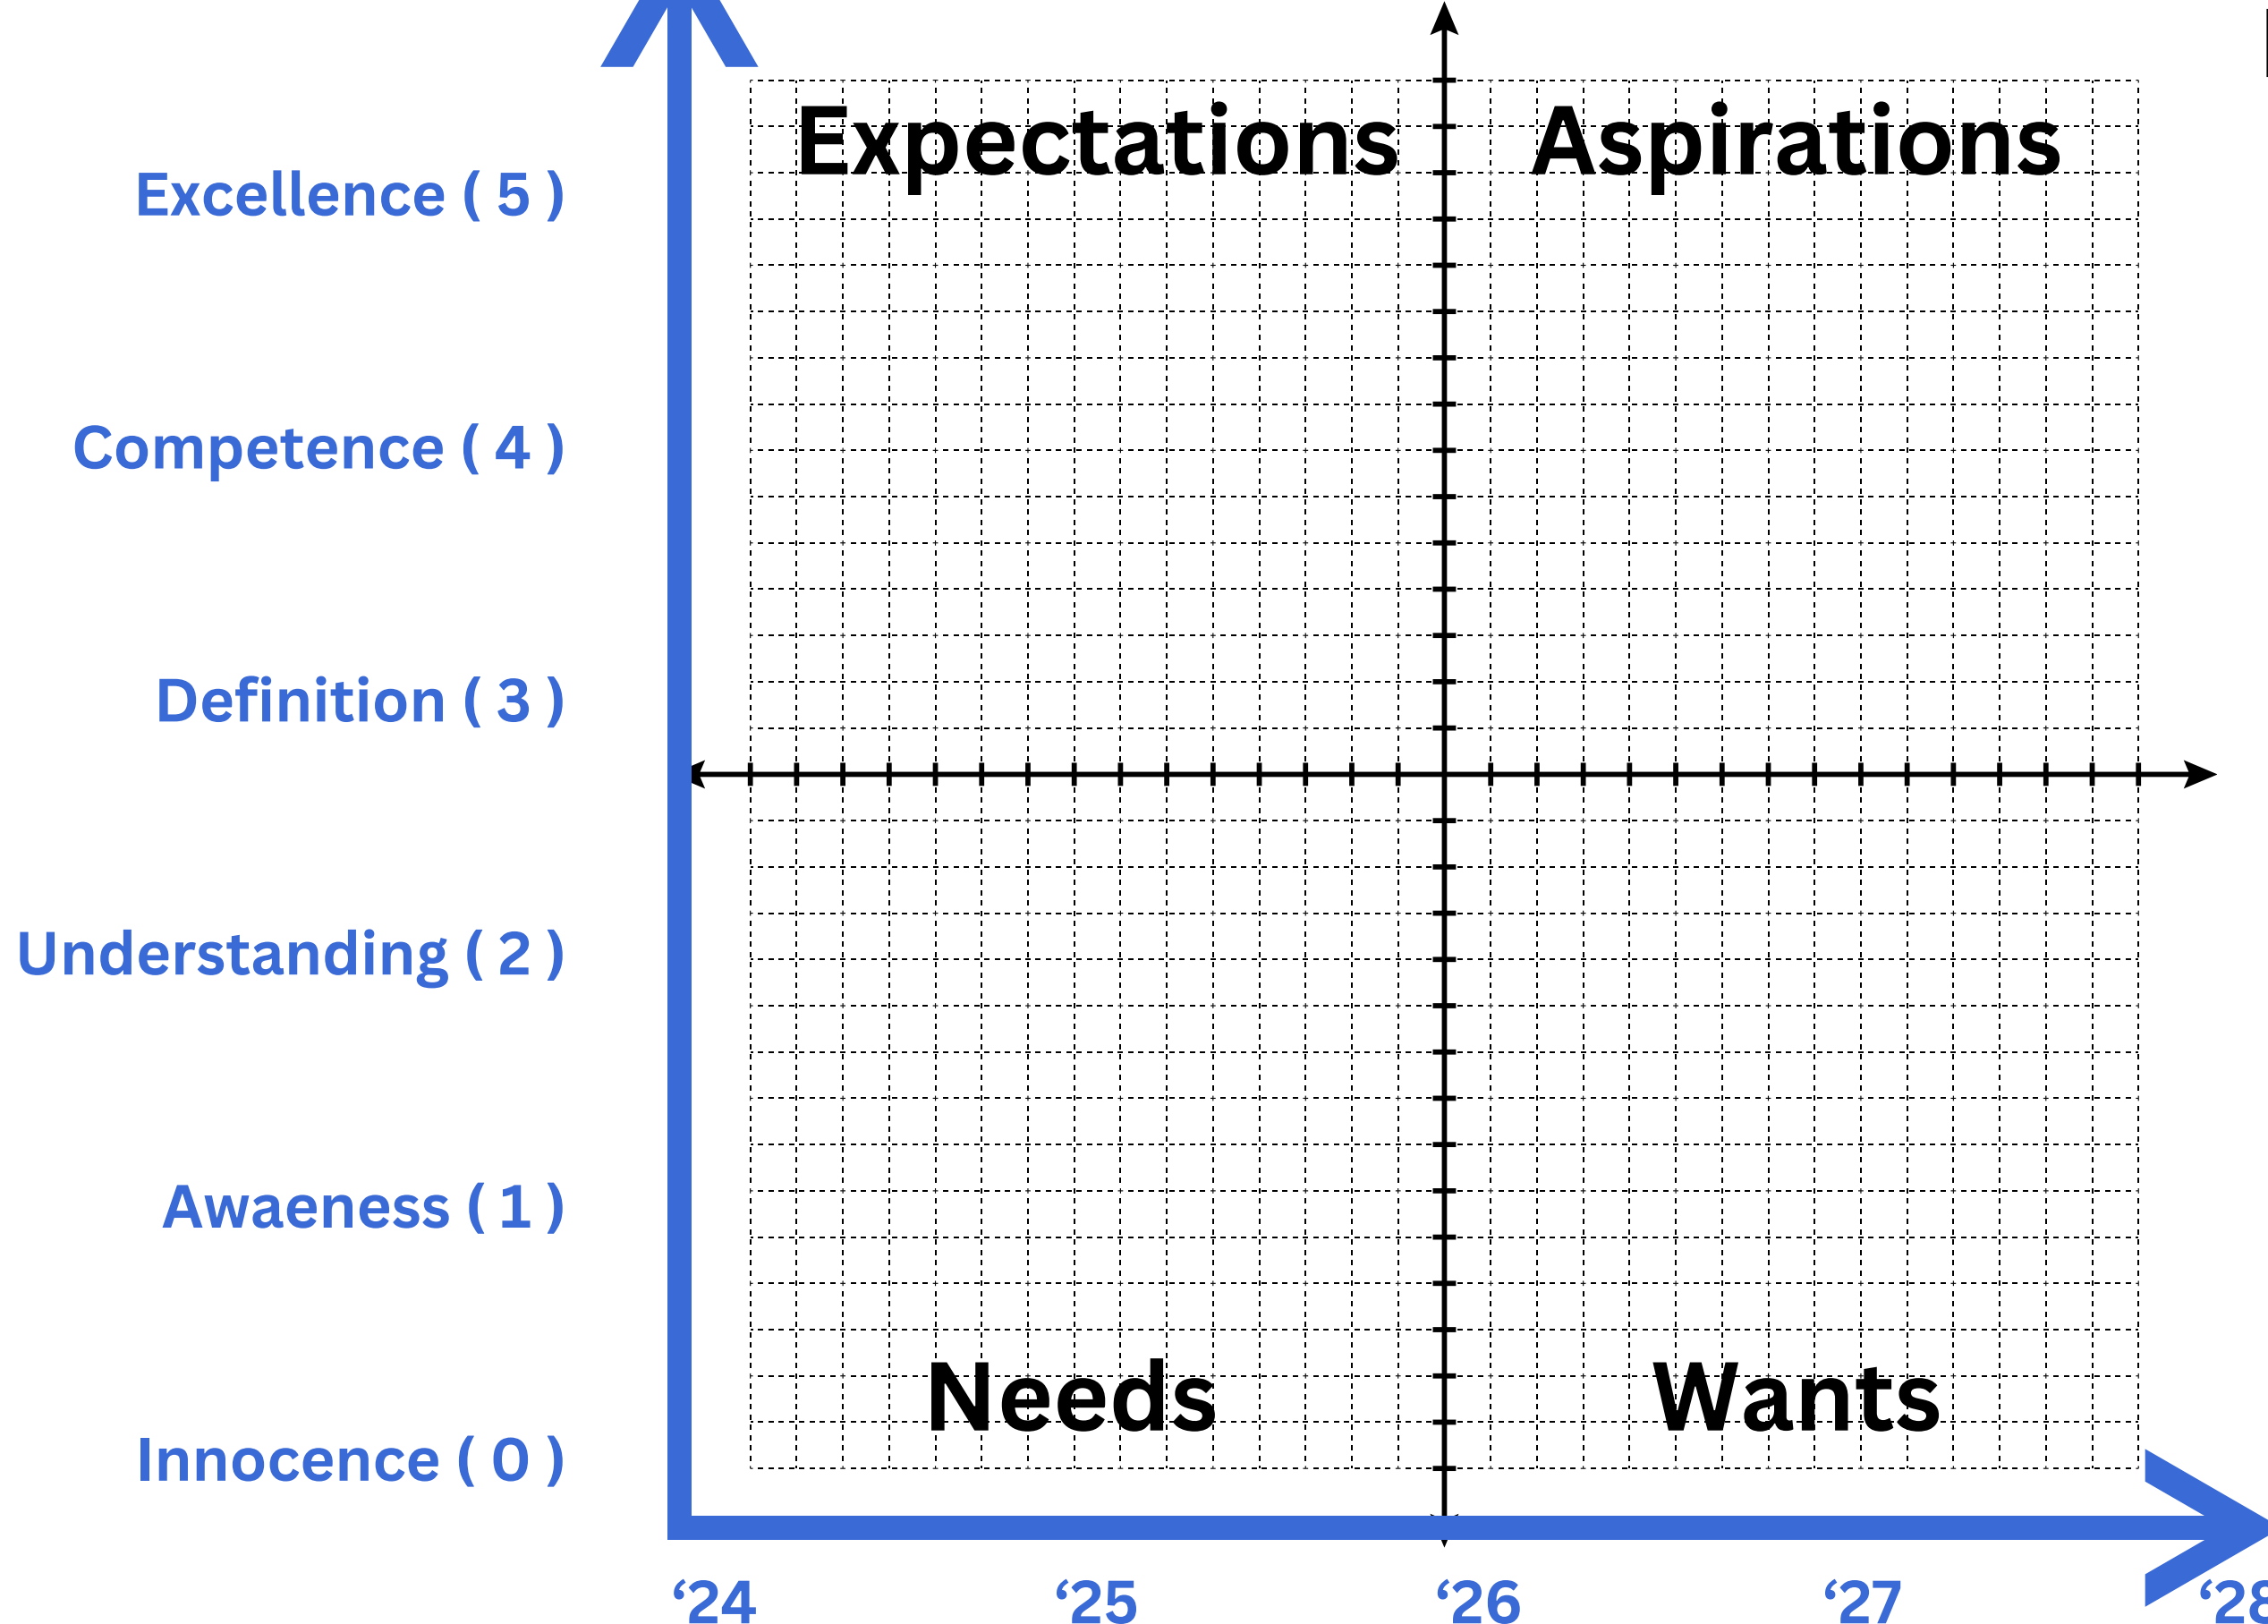 Expectations
Aspirations
Excellence ( 5 )
Competence ( 4 )
Definition ( 3 )
Understanding ( 2 )
Awaeness ( 1 )
Needs
Wants
Innocence ( 0 )
‘24
‘25
‘26
‘27
‘28